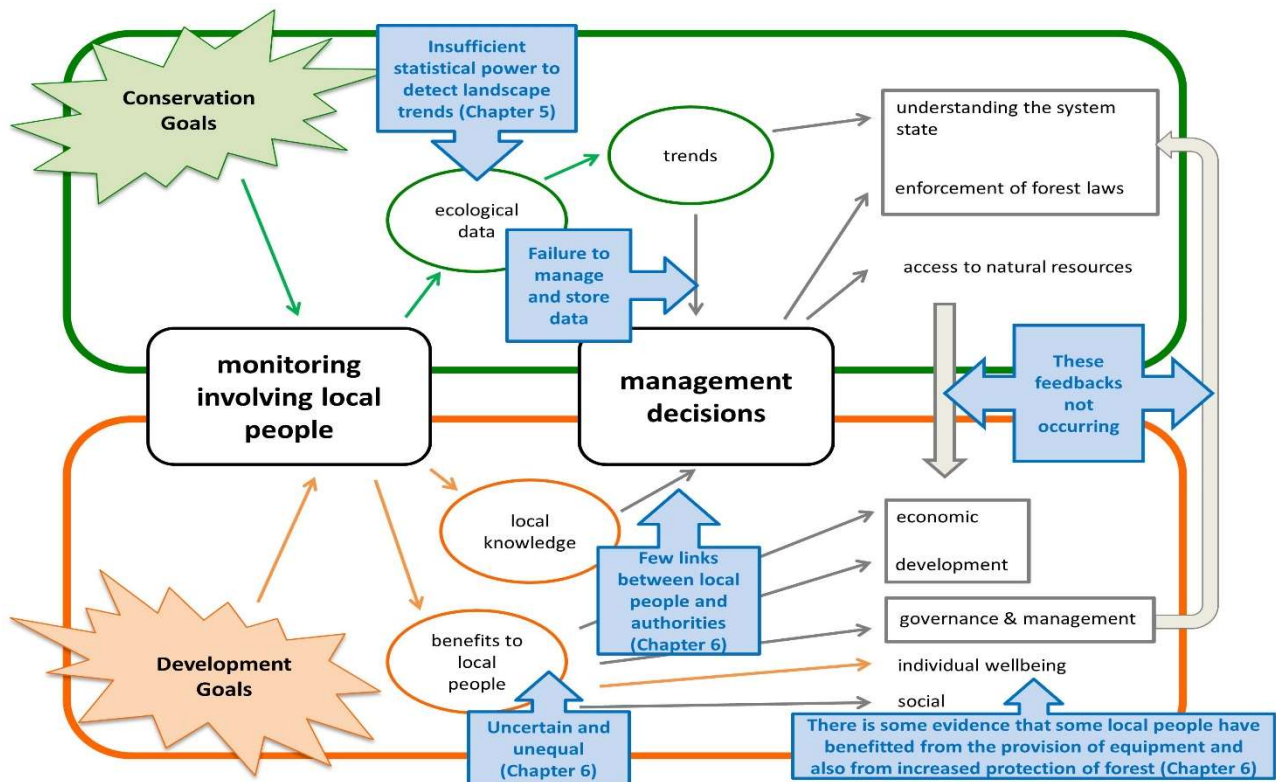 Conservation
Goals
Insufficient
statistical power to
detect landscape
trends (Chapter 5)
trends
understanding the system
state
enforcement of forest laws
ecological
data
Failure to
manage
and store
data
access to natural resources
monitoring
involving local
people
management
decisions
These
feedbacks
not
occurring
local
knowledge
Few links
between local
people and
authorities
(Chapter 6)
economic
development
governance & management
Development
Goals
benefits to
local
people
individual wellbeing
social
Uncertain and
unequal
(Chapter 6)
There is some evidence that some local people have
benefitted from the provision of equipment and
also from increased protection of forest (Chapter 6)